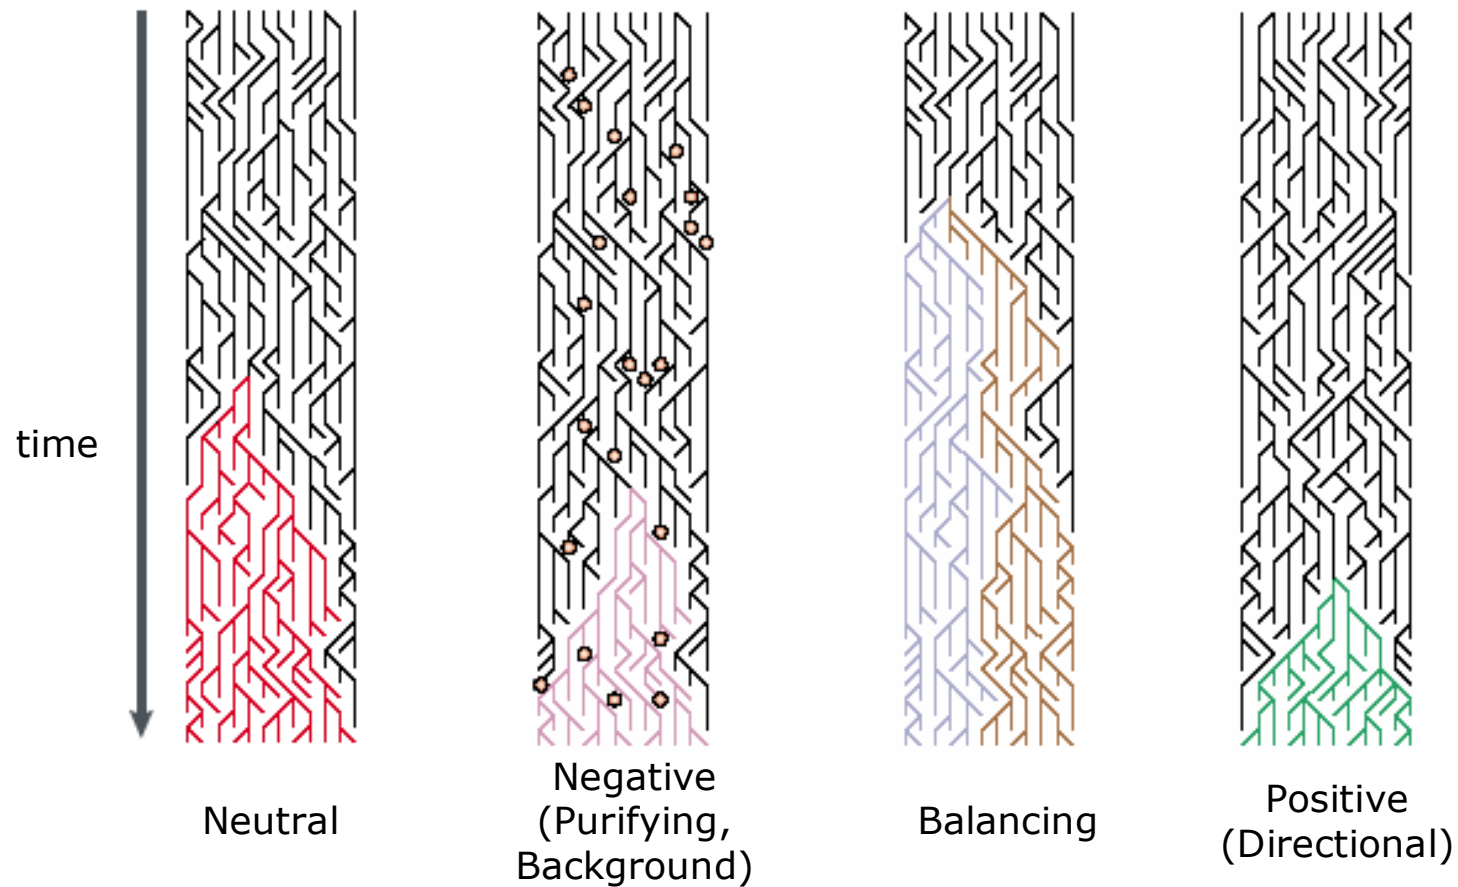 time
Neutral
Negative
(Purifying,
Background)
Balancing
Positive
(Directional)